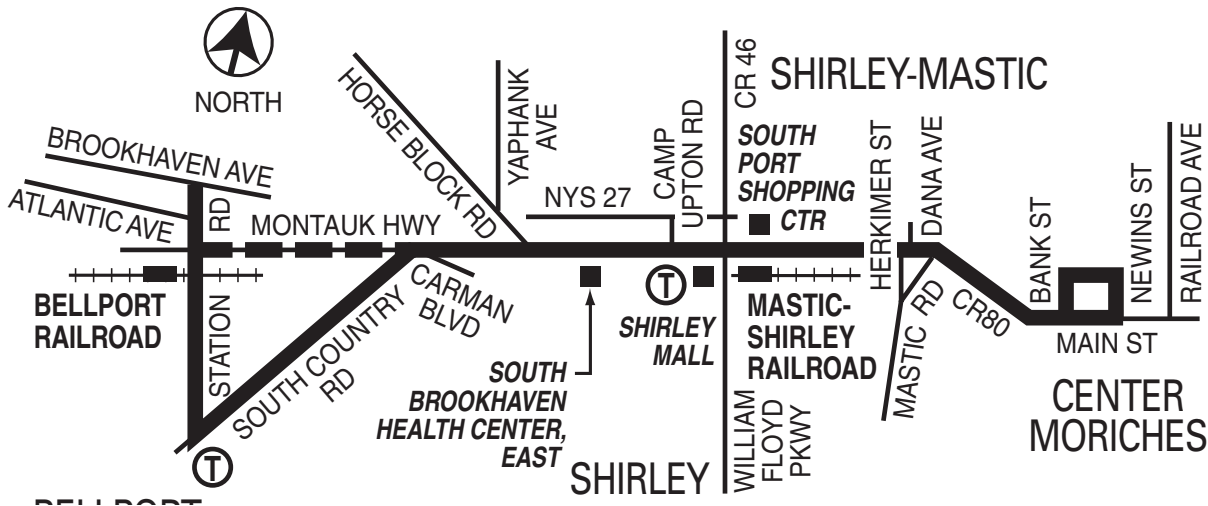 NORTH
BROOKHAVEN AVE
ATLANTIC AVE
STATION RD
MONTAUK HWY
HORSE BLOCK RD
YAPHANK
AVE
NYS 27
CAMP
UPTON RD
CR 46
SHIRLEY-MASTIC
SOUTH
PORT
SHOPPING
CTR
HERKIMER ST
DANA AVE
BANK ST
NEWINS ST
RAILROAD AVE
BELLPORT
RAILROAD
SOUTH COUNTRY
RD
CARMAN
BLVD
SOUTH
BROOKHAVEN
HEALTH CENTER,
EAST
T
SHIRLEY
MALL
MASTIC-
SHIRLEY
RAILROAD
MASTIC RD
CR80
MAIN ST
CENTER
MORICHES
SHIRLEY
WILLIAM
FLOYD
PKWY
T
BELLPORT